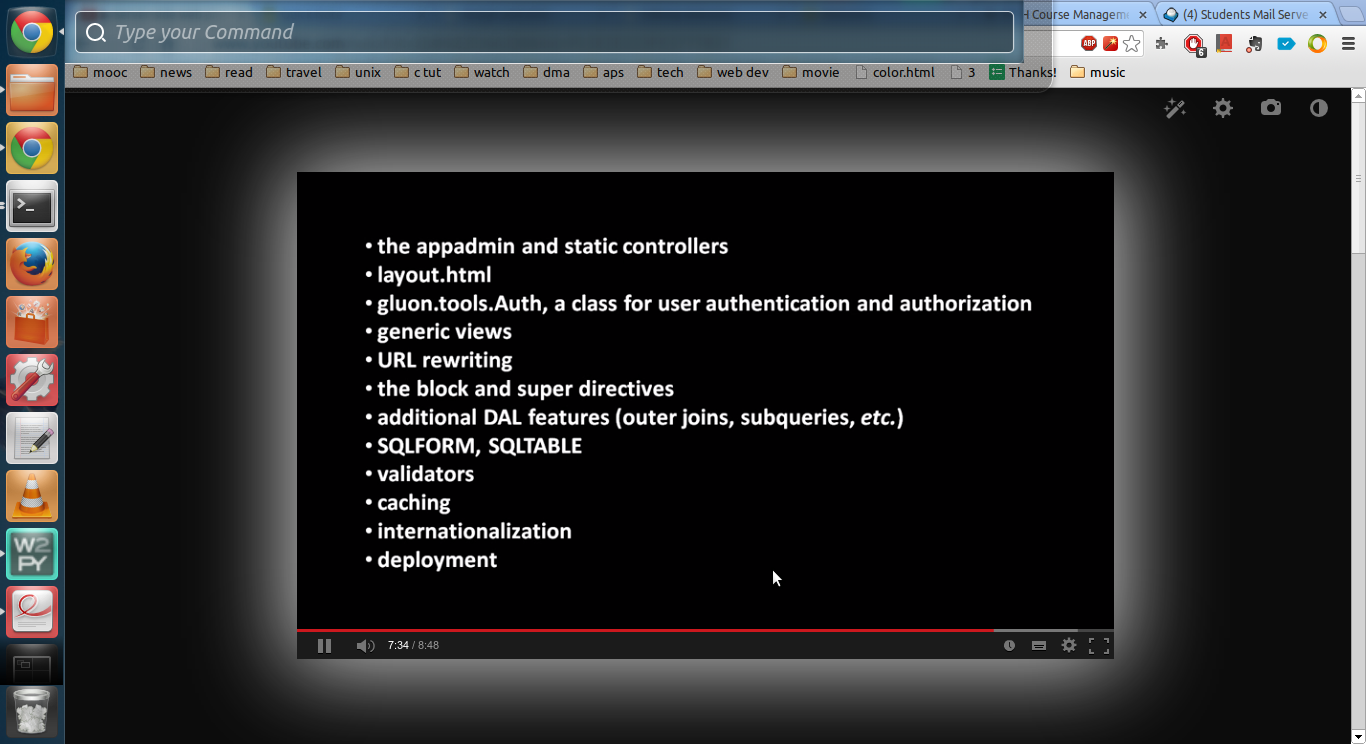 Type your Command
H Course Managem
(4) Students Mail Serve
ABP
6
mooc news read travel unix c tut watch dma aps tech web dev movie color.html 3 Thanks! music
• the appadmin and static controllers
• layout.html
• gluon.tools.Auth, a class for user authentication and authorization
• generic views
• URL rewriting
• the block and super directives
• additional DAL features (outer joins, subqueries, etc.)
• SQLFORM, SQLTABLE
• validators
• caching
• internationalization
• deployment
7:34 / 8:48
W2
PY